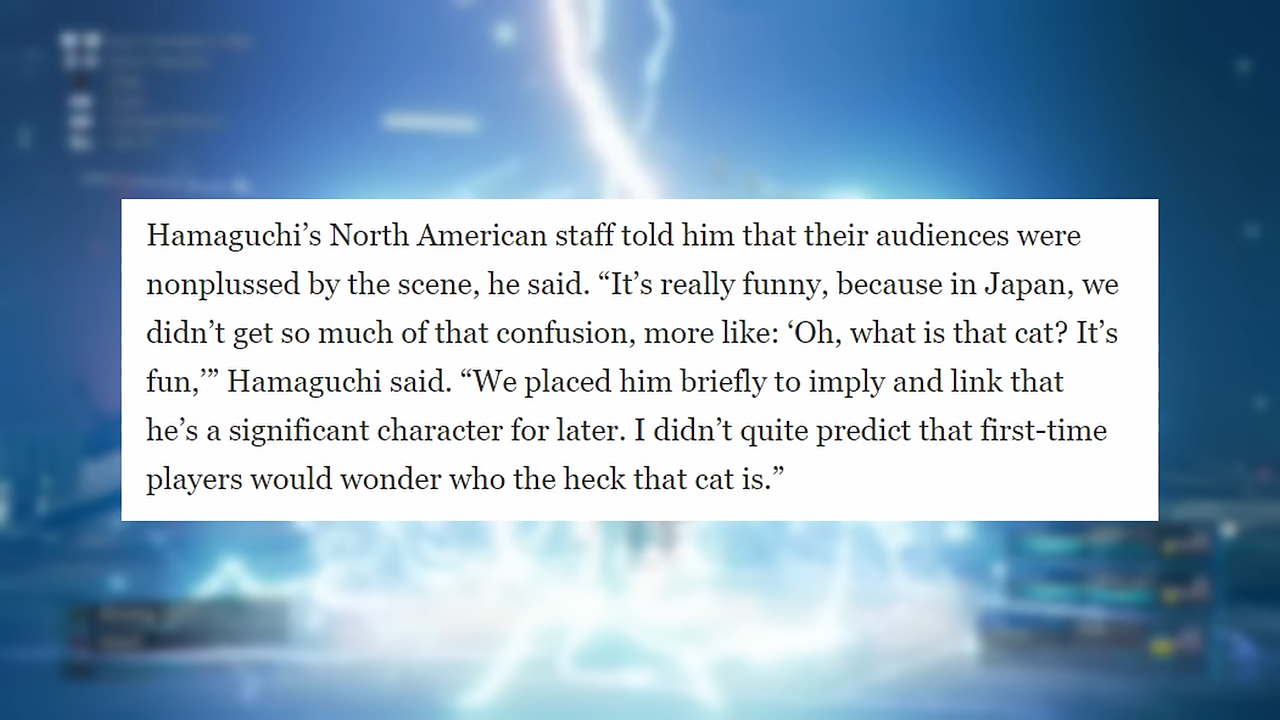 Hamaguchi’s North American staff told him that their audiences were
nonplussed by the scene, he said. “It’s really funny, because in Japan, we
didn’t get so much of that confusion, more like: ‘Oh, what is that cat? It’s
fun,’” Hamaguchi said. “We placed him briefly to imply and link that
he’s a significant character for later. I didn’t quite predict that first-time
players would wonder who the heck that cat is.”